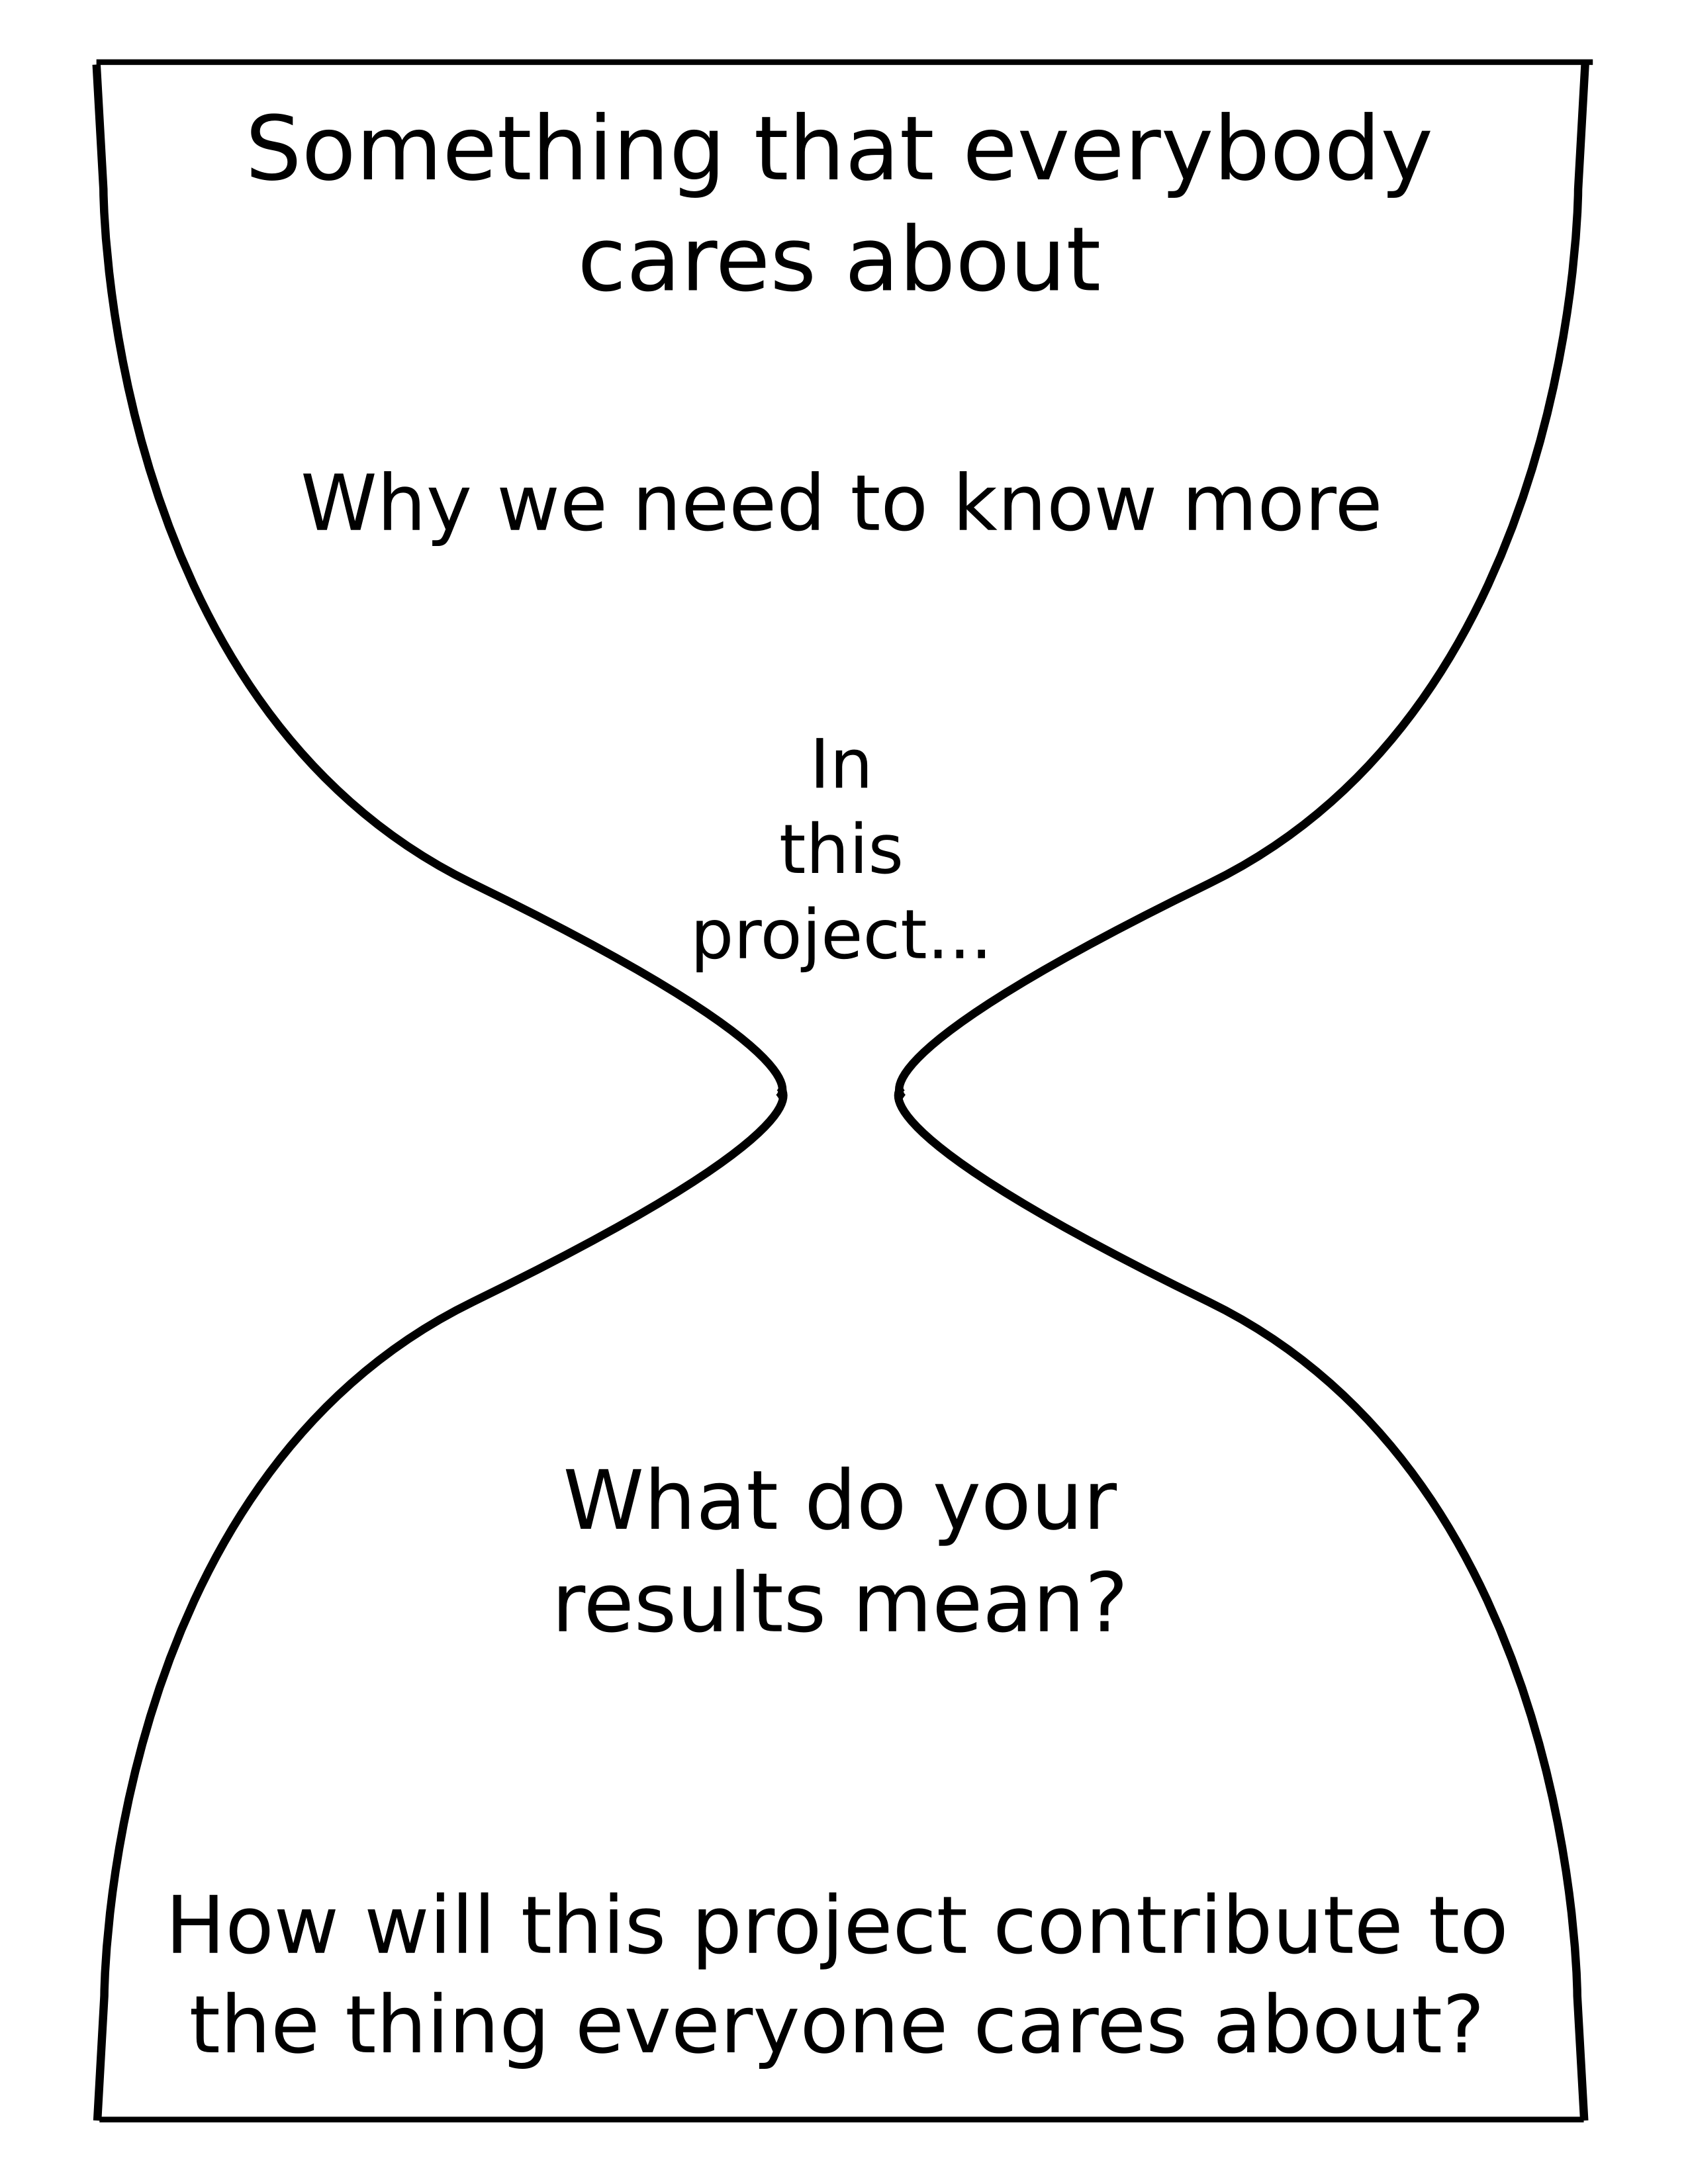 Something that everybody
cares about
Why we need to know more
In
this
project...
What do your
results mean?
How will this project contribute to
the thing everyone cares about?